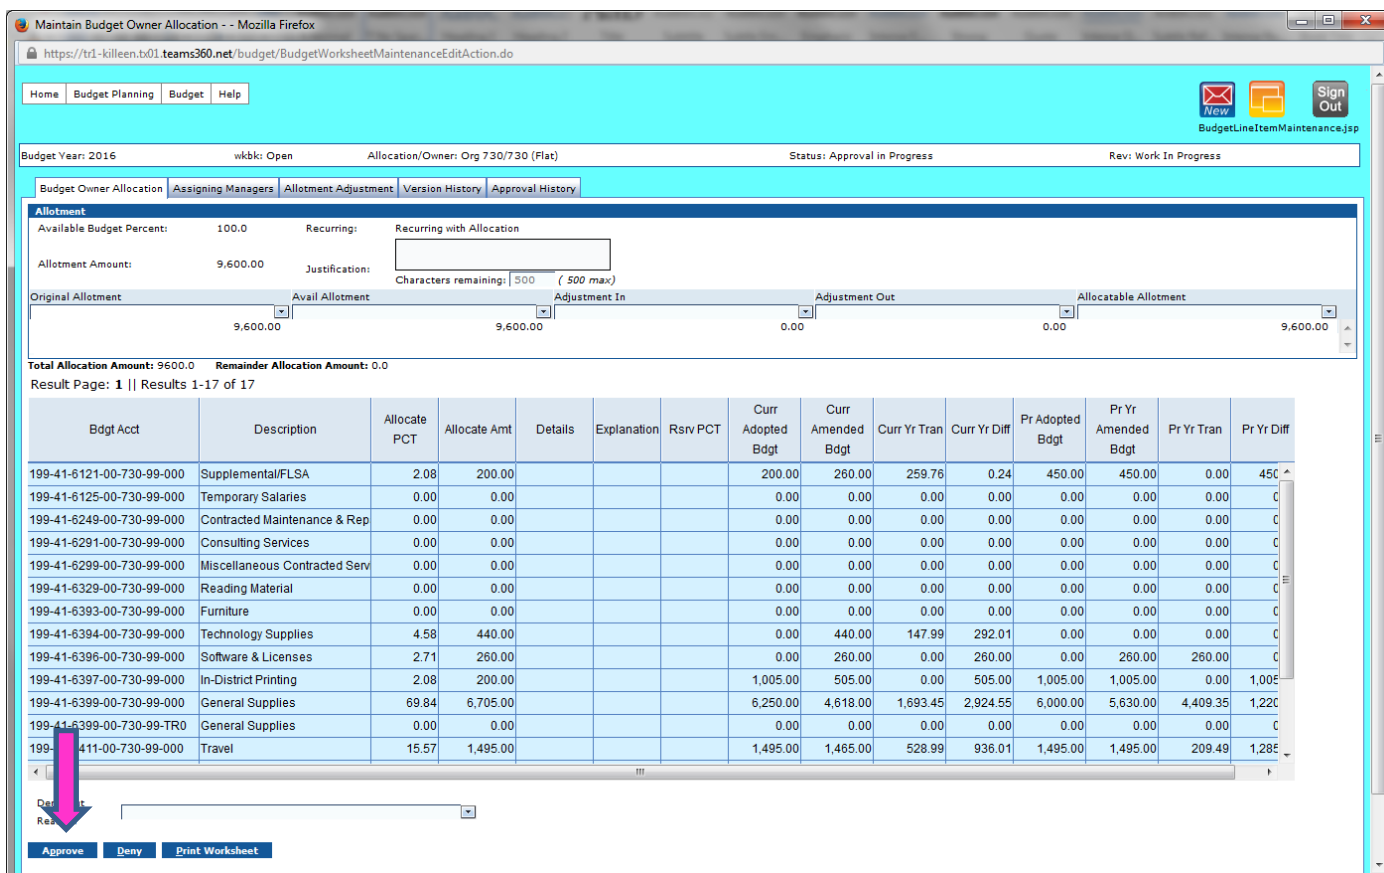 Maintain Budget Owner Allocation - - Mozilla Firefox
https://tr1-killeen.tx01.teams360.net/budget/BudgetWorksheetMaintenanceEditAction.do
Home Budget Planning Budget Help
New
Sign Out
BudgetLineItemMaintenance.jsp
Budget Year: 2016 wkbk: Open Allocation/Owner: Org 730/730 (Flat) Status: Approval in Progress Rev: Work In Progress
Budget Owner Allocation Assigning Managers Allotment Adjustment Version History Approval History
Allotment
Available Budget Percent: 100.0 Recurring: Recurring with Allocation
Allotment Amount: 9,600.00 Justification:
Characters remaining: 500 ( 500 max)
Original Allotment Avail Allotment Adjustment In Adjustment Out Allocatable Allotment
9,600.00 9,600.00 0.00 0.00 9,600.00
Total Allocation Amount: 9600.0 Remainder Allocation Amount: 0.0
Result Page: 1 || Results 1-17 of 17
Bdgt Acct Description Allocate PCT Allocate Amt Details Explanation Rsrv PCT Curr Adopted Bdgt Curr Amended Bdgt Curr Yr Tran Curr Yr Diff Pr Adopted Bdgt Pr Yr Amended Bdgt Pr Yr Tran Pr Yr Diff
199-41-6121-00-730-99-000 Supplemental/FLSA 2.08 200.00 200.00 260.00 259.76 0.24 450.00 450.00 0.00 450
199-41-6125-00-730-99-000 Temporary Salaries 0.00 0.00 0.00 0.00 0.00 0.00 0.00 0.00 0.00
199-41-6249-00-730-99-000 Contracted Maintenance & Rep 0.00 0.00 0.00 0.00 0.00 0.00 0.00 0.00 0.00
199-41-6291-00-730-99-000 Consulting Services 0.00 0.00 0.00 0.00 0.00 0.00 0.00 0.00 0.00
199-41-6299-00-730-99-000 Miscellaneous Contracted Serv 0.00 0.00 0.00 0.00 0.00 0.00 0.00 0.00 0.00
199-41-6329-00-730-99-000 Reading Material 0.00 0.00 0.00 0.00 0.00 0.00 0.00 0.00 0.00
199-41-6393-00-730-99-000 Furniture 0.00 0.00 0.00 0.00 0.00 0.00 0.00 0.00 0.00
199-41-6394-00-730-99-000 Technology Supplies 4.58 440.00 0.00 440.00 147.99 292.01 0.00 0.00 0.00
199-41-6396-00-730-99-000 Software & Licenses 2.71 260.00 0.00 260.00 0.00 260.00 0.00 260.00 260.00
199-41-6397-00-730-99-000 In-District Printing 2.08 200.00 1,005.00 505.00 0.00 505.00 1,005.00 1,005.00 0.00 1,005
199-41-6399-00-730-99-000 General Supplies 69.84 6,705.00 6,250.00 4,618.00 1,693.45 2,924.55 6,000.00 5,630.00 4,409.35 1,220
199-41-6399-00-730-99-TR0 General Supplies 0.00 0.00 0.00 0.00 0.00 0.00 0.00 0.00 0.00
199- 411-00-730-99-000 Travel 15.57 1,495.00 1,495.00 1,465.00 528.99 936.01 1,495.00 1,495.00 209.49 1,285
Approve Deny Print Worksheet